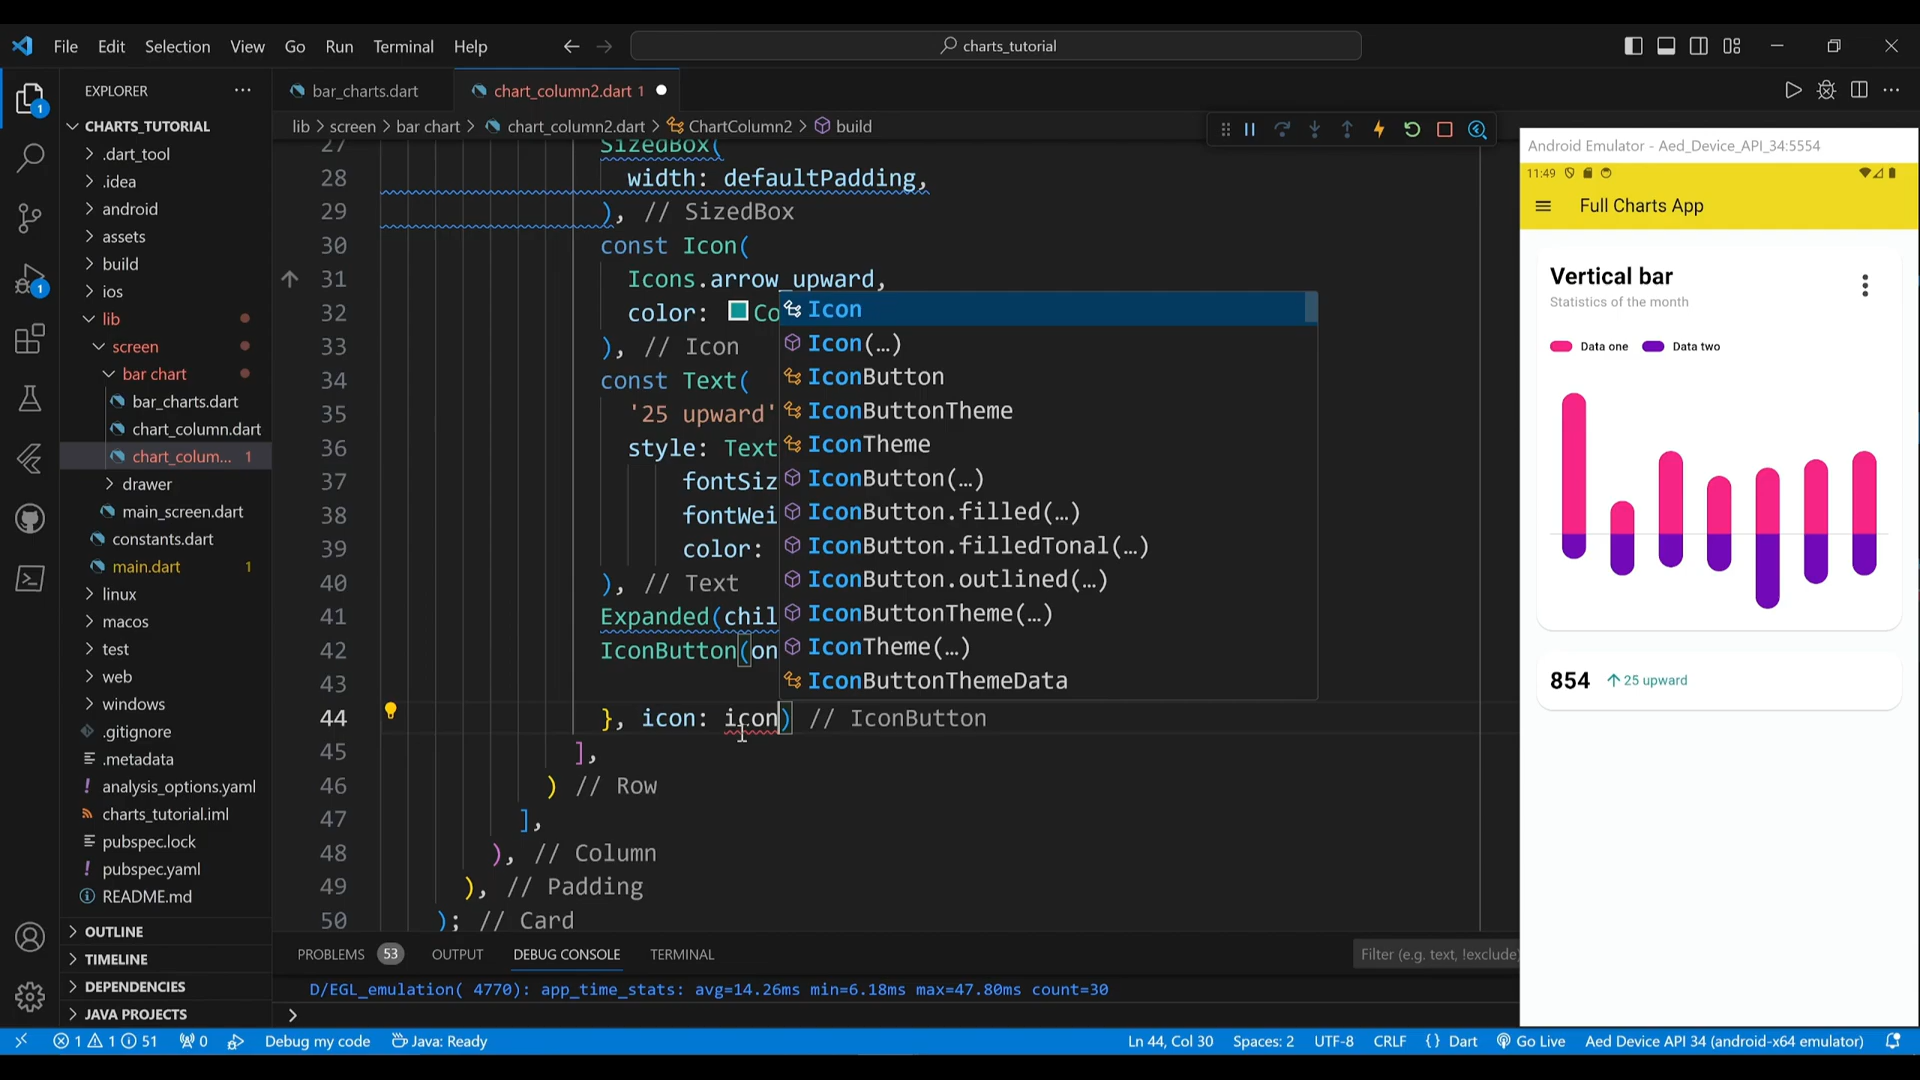 File Edit Selection View Go Run Terminal Help
charts_tutorial
EXPLORER
CHARTS_TUTORIAL
.dart_tool
.idea
android
assets
build
ios
lib
screen
bar chart
bar_charts.dart
chart_column.dart
chart_colum... 1
drawer
main_screen.dart
constants.dart
main.dart 1
linux
macos
test
web
windows
.gitignore
.metadata
analysis_options.yaml
charts_tutorial.iml
pubspec.lock
pubspec.yaml
README.md
OUTLINE
TIMELINE
DEPENDENCIES
JAVA PROJECTS
1
1
bar_charts.dart
chart_column2.dart 1
lib > screen > bar chart > chart_column2.dart > ChartColumn2 > build
27 SizedBox(
28 width: defaultPadding,
29 ), // SizedBox
30 const Icon(
31 Icons.arrow_upward,
32 color: Co
33 ), // Icon
34 const Text(
35 '25 upward'
36 style: Text
37 fontSiz
38 fontWei
39 color:
40 ), // Text
41 Expanded(chil
42 IconButton(on
43
44 }, icon: icon) // IconButton
45 ],
46 ) // Row
47 ],
48 ), // Column
49 ), // Padding
50 ); // Card
Icon
Icon(…)
IconButton
IconButtonTheme
IconTheme
IconButton(…)
IconButton.filled(…)
IconButton.filledTonal(…)
IconButton.outlined(…)
IconButtonTheme(…)
IconTheme(…)
IconButtonThemeData
PROBLEMS 53 OUTPUT DEBUG CONSOLE TERMINAL
Filter (e.g. text, !exclude)
D/EGL_emulation( 4770): app_time_stats: avg=14.26ms min=6.18ms max=47.80ms count=30
>
Android Emulator - Aed_Device_API_34:5554
11:49
Full Charts App
Vertical bar
Statistics of the month
Data one Data two
854 25 upward
1 1 51 0 Debug my code Java: Ready
Ln 44, Col 30 Spaces: 2 UTF-8 CRLF {} Dart Go Live Aed Device API 34 (android-x64 emulator)